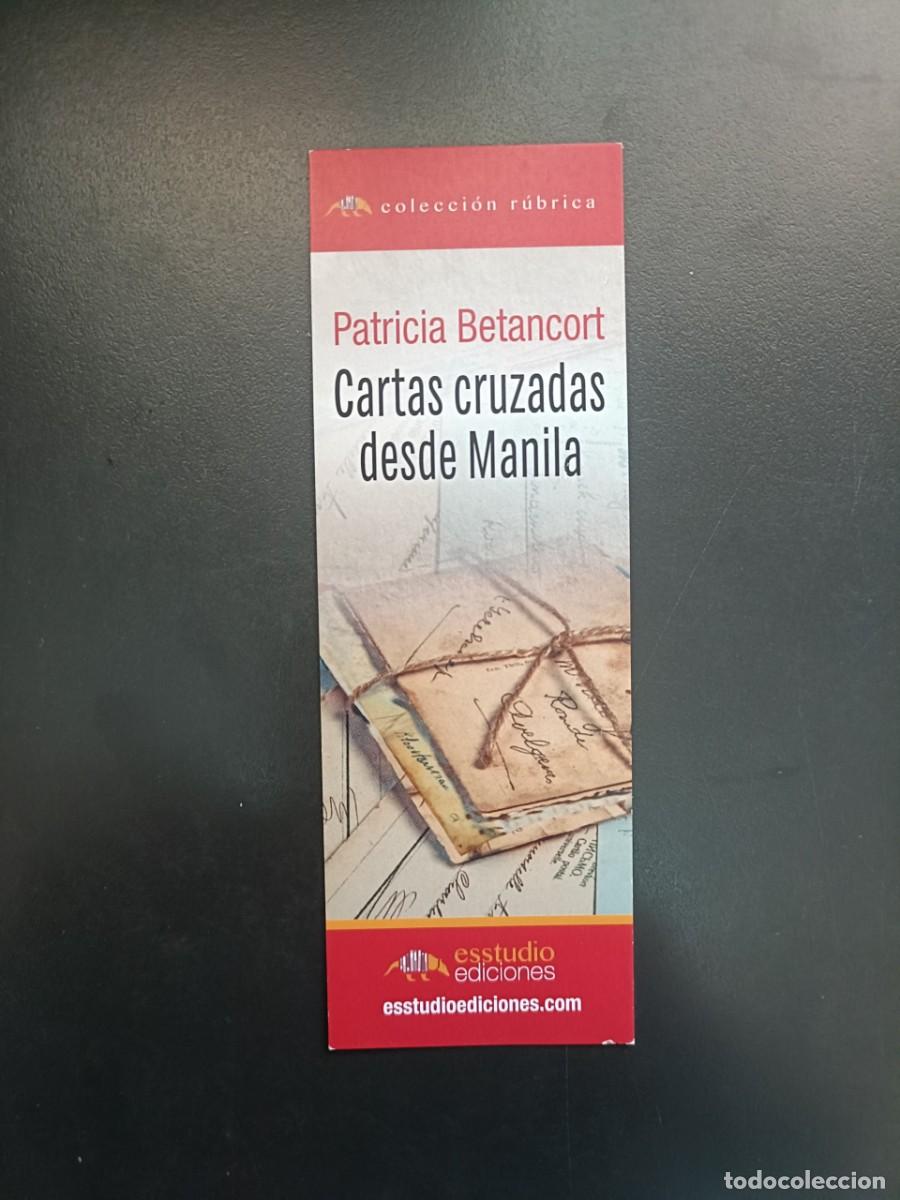 colección rúbrica
Patricia Betancort
Cartas cruzadas
desde Manila
esstudio
ediciones
esstudioediciones.com
todocoleccion